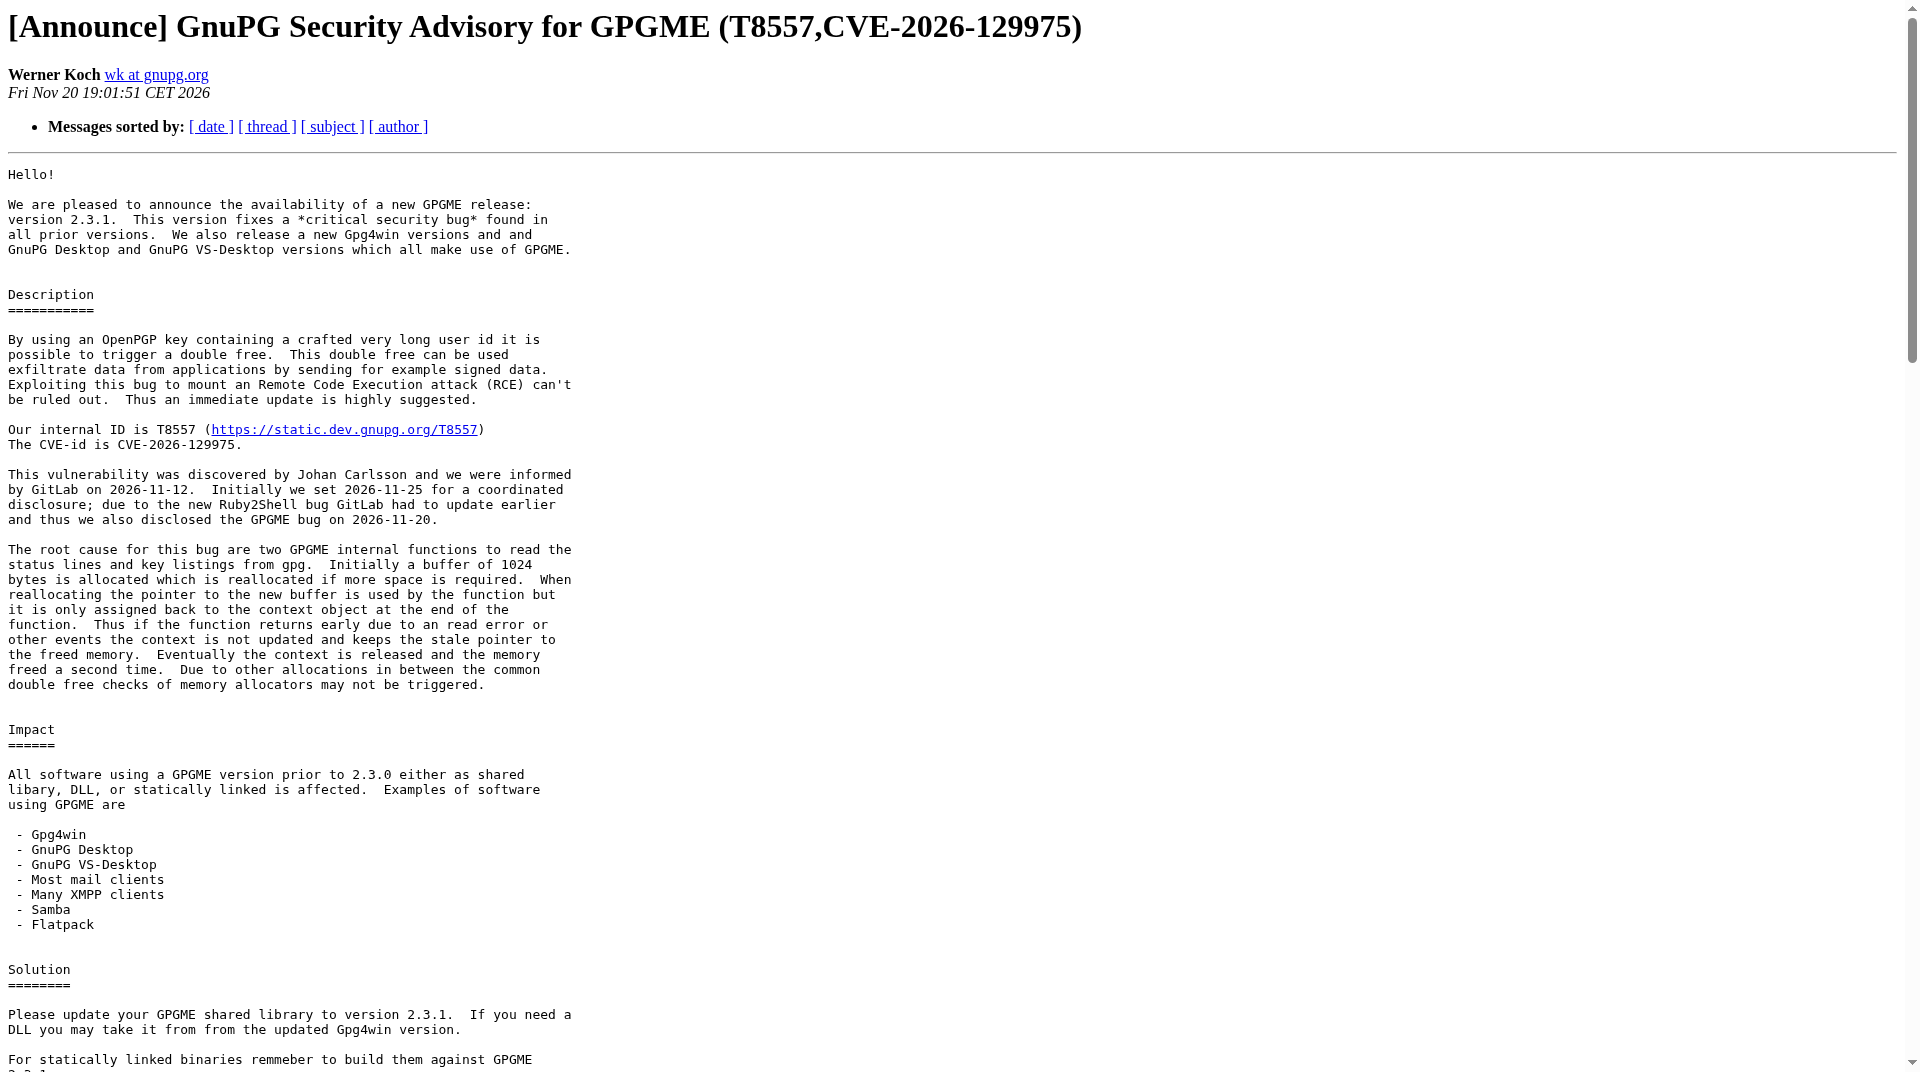 [Announce] GnuPG Security Advisory for GPGME (T8557,CVE-2026-129975)
Werner Koch wk at gnupg.org
Fri Nov 20 19:01:51 CET 2026
• Messages sorted by: [ date ] [ thread ] [ subject ] [ author ]
Hello!
We are pleased to announce the availability of a new GPGME release:
version 2.3.1.  This version fixes a *critical security bug* found in
all prior versions.  We also release a new Gpg4win versions and and
GnuPG Desktop and GnuPG VS-Desktop versions which all make use of GPGME.
Description
===========
By using an OpenPGP key containing a crafted very long user id it is
possible to trigger a double free.  This double free can be used
exfiltrate data from applications by sending for example signed data.
Exploiting this bug to mount an Remote Code Execution attack (RCE) can't
be ruled out.  Thus an immediate update is highly suggested.
Our internal ID is T8557 (https://static.dev.gnupg.org/T8557)
The CVE-id is CVE-2026-129975.
This vulnerability was discovered by Johan Carlsson and we were informed
by GitLab on 2026-11-12.  Initially we set 2026-11-25 for a coordinated
disclosure; due to the new Ruby2Shell bug GitLab had to update earlier
and thus we also disclosed the GPGME bug on 2026-11-20.
The root cause for this bug are two GPGME internal functions to read the
status lines and key listings from gpg.  Initially a buffer of 1024
bytes is allocated which is reallocated if more space is required.  When
reallocating the pointer to the new buffer is used by the function but
it is only assigned back to the context object at the end of the
function.  Thus if the function returns early due to an read error or
other events the context is not updated and keeps the stale pointer to
the freed memory.  Eventually the context is released and the memory
freed a second time.  Due to other allocations in between the common
double free checks of memory allocators may not be triggered.
Impact
======
All software using a GPGME version prior to 2.3.0 either as shared
libary, DLL, or statically linked is affected.  Examples of software
using GPGME are
- Gpg4win
- GnuPG Desktop
- GnuPG VS-Desktop
- Most mail clients
- Many XMPP clients
- Samba
- Flatpack
Solution
========
Please update your GPGME shared library to version 2.3.1.  If you need a
DLL you may take it from from the updated Gpg4win version.
For statically linked binaries remmeber to build them against GPGME